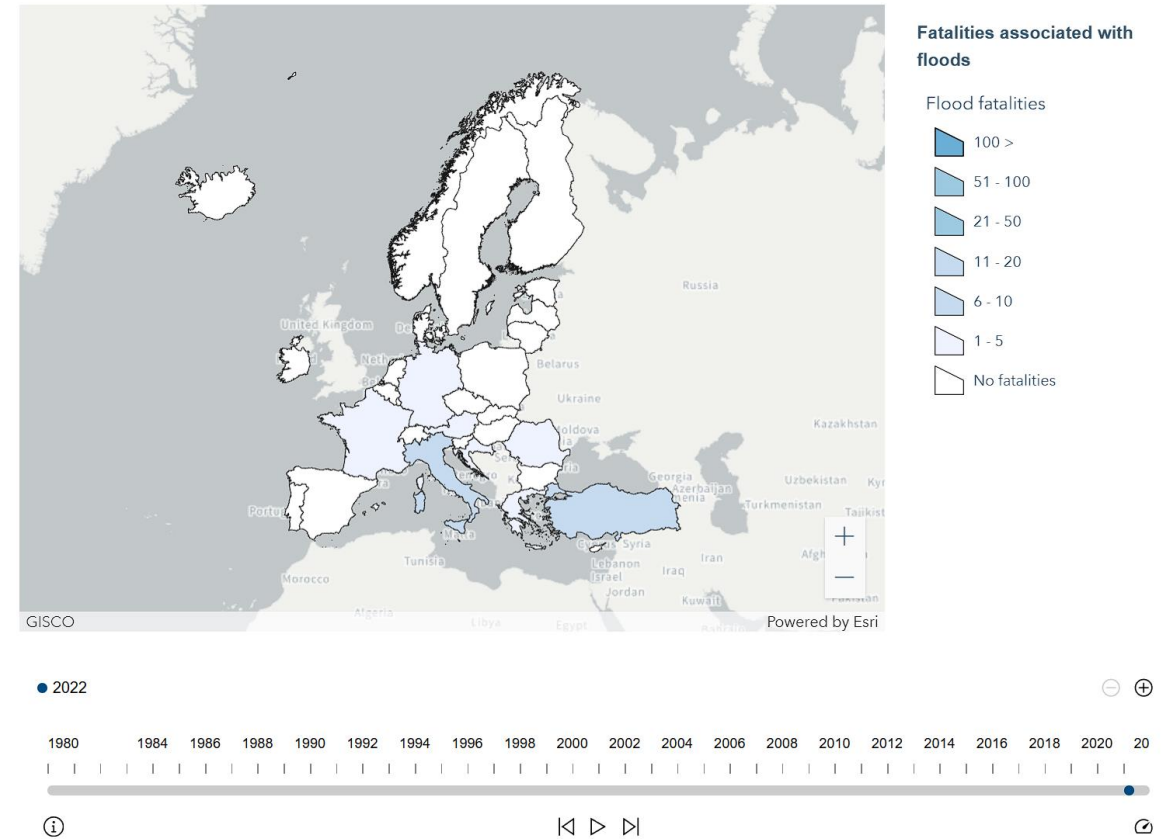 Fatalities associated with
floods
Flood fatalities
100 >
51 - 100
21 - 50
11 - 20
6 - 10
1 - 5
No fatalities
Russia
United Kingdom
Belarus
Ukraine
Kazakhstan
Georgia
Azerbaijan
Uzbekistan
Turkmenistan
Malta
Tunisia
Cyprus
Syria
Lebanon
Israel
Iraq
Iran
Jordan
Kuwait
Morocco
Algeria
Libya
Egypt
Pakistan
+
−
GISCO
Powered by Esri
2022
1980 1984 1986 1988 1990 1992 1994 1996 1998 2000 2002 2004 2006 2008 2010 2012 2014 2016 2018 2020 20